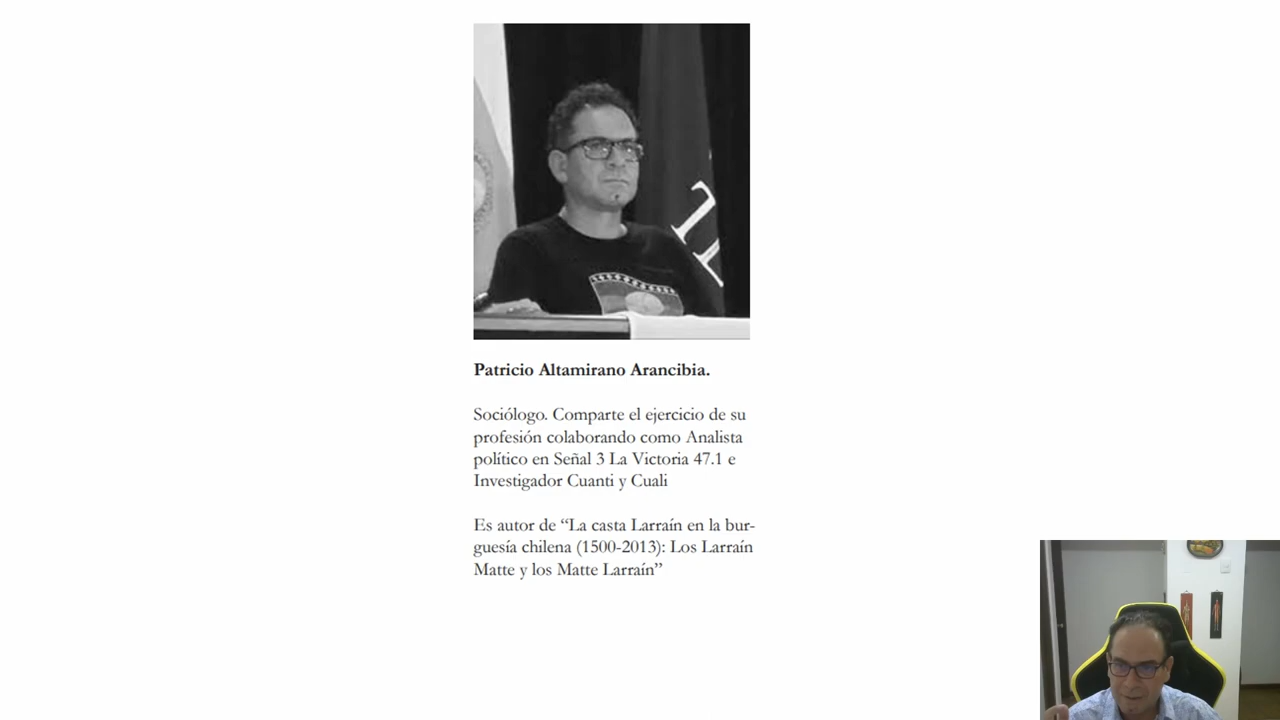 Patricio Altamirano Arancibia.
Sociólogo. Comparte el ejercicio de su
profesión colaborando como Analista
político en Señal 3 La Victoria 47.1 e
Investigador Cuanti y Cuali
Es autor de “La casta Larraín en la bur-
guesía chilena (1500-2013): Los Larraín
Matte y los Matte Larraín”